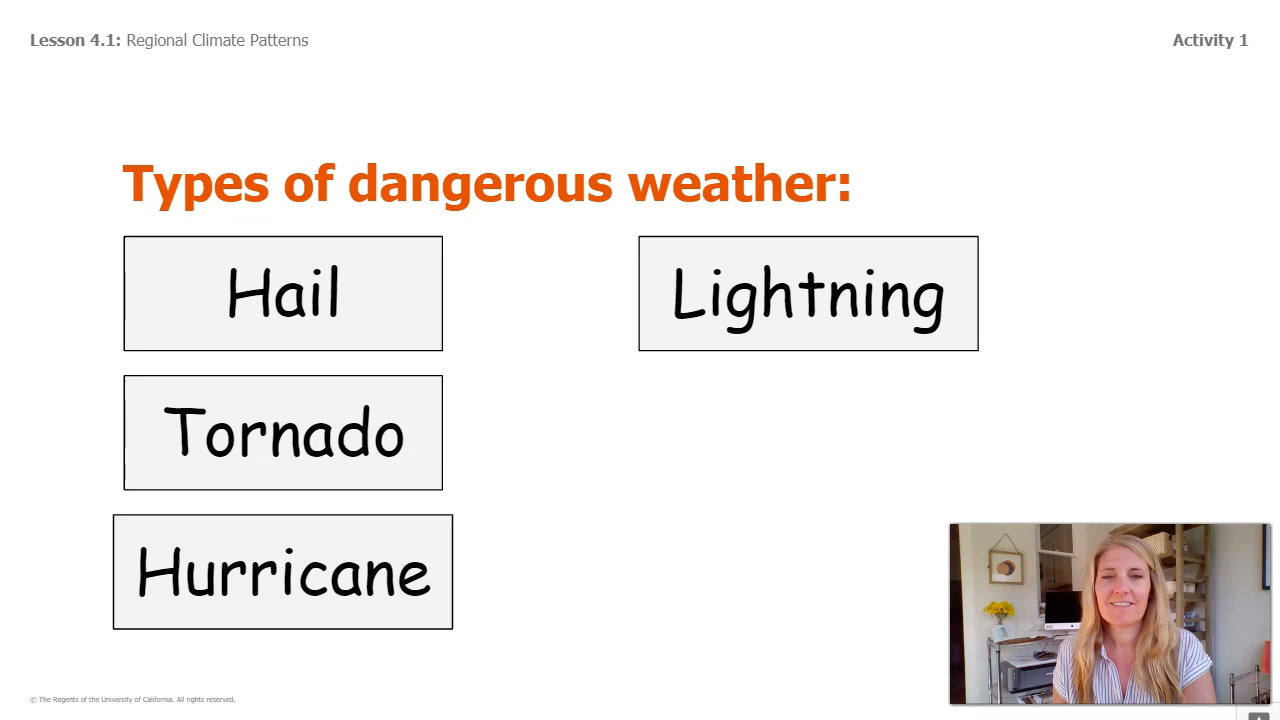 Lesson 4.1: Regional Climate Patterns
Activity 1
Types of dangerous weather:
Hail
Lightning
Tornado
Hurricane
© The Regents of the University of California. All rights reserved.